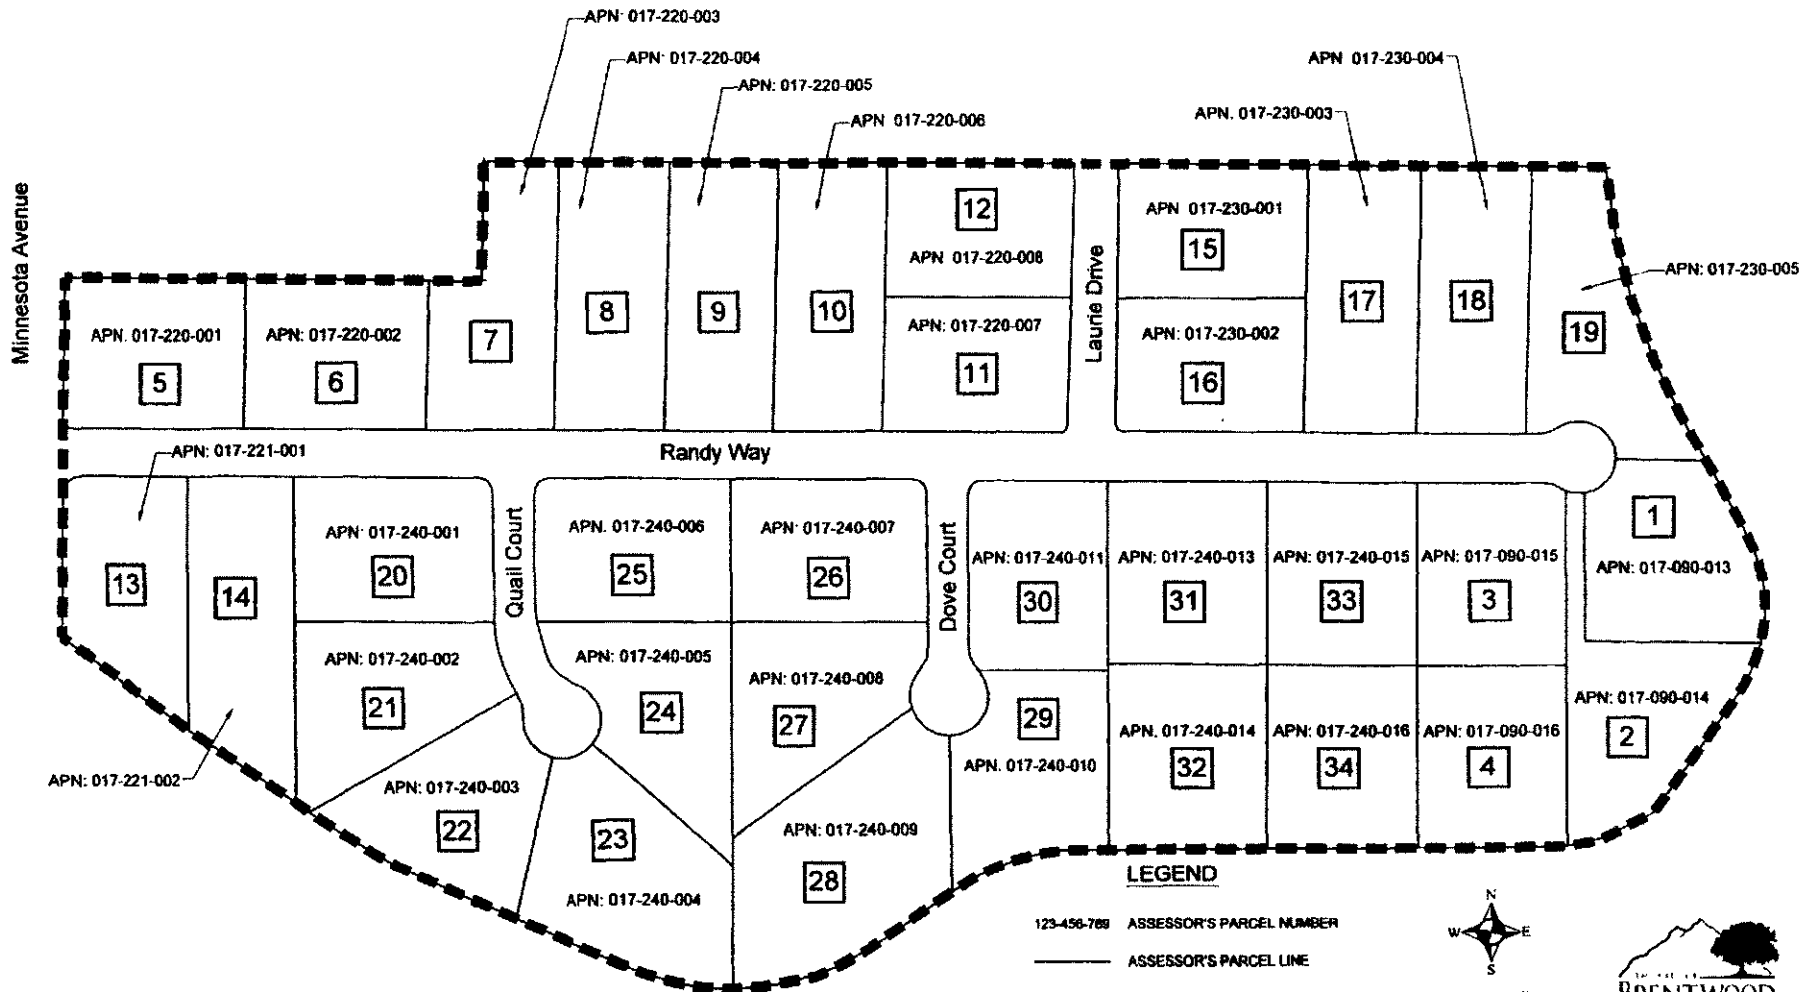 APN: 017-220-003
APN: 017-220-004
APN: 017-220-005
APN 017-220-006
APN 017-230-004
APN. 017-230-003
Minnesota Avenue
12
APN 017-220-008
APN 017-230-001
15
Laurie Drive
APN: 017-230-005
APN. 017-220-001
5
APN: 017-220-002
6
7
8
9
10
APN: 017-220-007
11
APN: 017-230-002
16
17
18
19
APN: 017-221-001
Randy Way
13
14
APN: 017-240-001
20
Quail Court
APN. 017-240-006
25
APN: 017-240-007
26
Dove Court
APN: 017-240-011
30
APN: 017-240-013
31
APN: 017-240-015
33
APN: 017-090-015
3
1
APN: 017-090-013
APN: 017-240-002
21
APN: 017-240-005
24
APN: 017-240-008
27
29
APN. 017-240-010
APN. 017-240-014
32
APN: 017-240-016
34
APN: 017-090-016
4
APN: 017-090-014
2
APN: 017-221-002
APN: 017-240-003
22
23
APN: 017-240-004
APN: 017-240-009
28
LEGEND
123-456-789 ASSESSOR'S PARCEL NUMBER
ASSESSOR'S PARCEL LINE
N
W E
S
BRENTWOOD